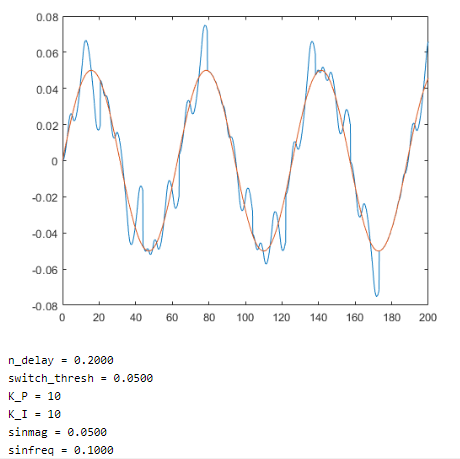 0.08
0.06
0.04
0.02
0
-0.02
-0.04
-0.06
-0.08
0 20 40 60 80 100 120 140 160 180 200
n_delay = 0.2000
switch_thresh = 0.0500
K_P = 10
K_I = 10
sinmag = 0.0500
sinfreq = 0.1000